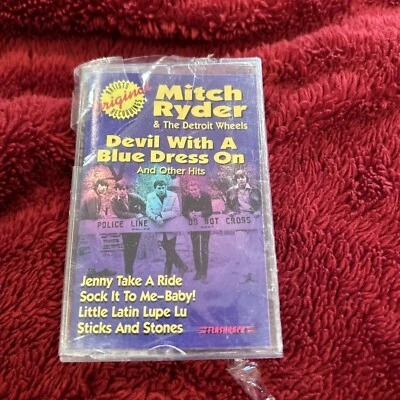 Original
Mitch
Ryder
& The Detroit Wheels
Devil With A
Blue Dress On
And Other Hits
POLICE LINE
DO NOT CROSS
Jenny Take A Ride
Sock It To Me–Baby!
Little Latin Lupe Lu
Sticks And Stones
FLASHBACK